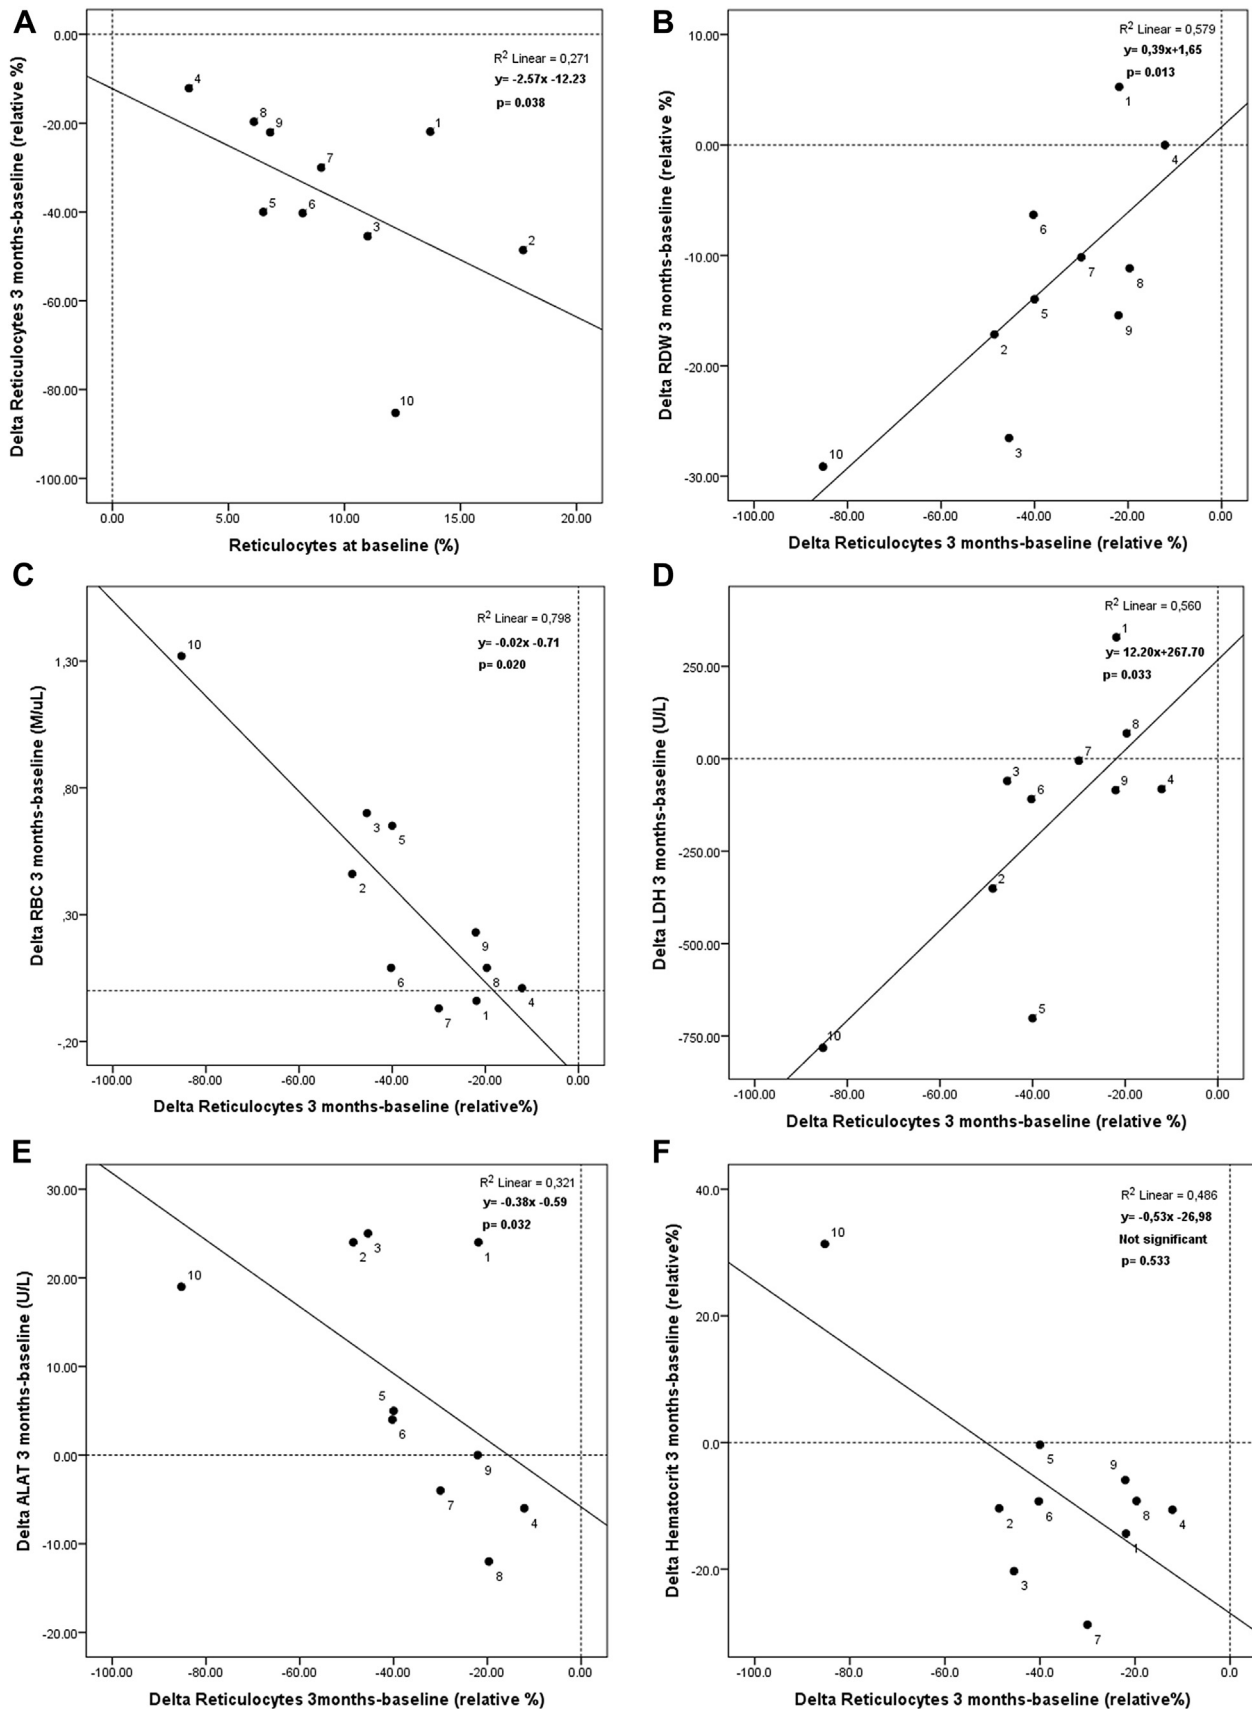 A
Delta Reticulocytes 3 months-baseline (relative %)
0.00
-20.00
-40.00
-60.00
-80.00
-100.00
R2 Linear = 0,271
y= -2.57x -12.23
p= 0.038
4
8
9
1
7
5
6
3
2
10
0.00 5.00 10.00 15.00 20.00
Reticulocytes at baseline (%)
B
Delta RDW 3 months-baseline (relative %)
10.00
0.00
-10.00
-20.00
-30.00
R2 Linear = 0,579
y= 0,39x+1,65
p= 0.013
1
4
6
7
8
5
9
2
3
10
-100.00 -80.00 -60.00 -40.00 -20.00 0.00
Delta Reticulocytes 3 months-baseline (relative %)
C
Delta RBC 3 months-baseline (M/uL)
1,30
,80
,30
-,20
R2 Linear = 0,798
y= -0.02x -0.71
p= 0.020
10
3
5
2
9
6
8
4
7
1
-100.00 -80.00 -60.00 -40.00 -20.00 0.00
Delta Reticulocytes 3 months-baseline (relative%)
D
Delta LDH 3 months-baseline (U/L)
250.00
0.00
-250.00
-500.00
-750.00
R2 Linear = 0,560
1
y= 12.20x+267.70
p= 0.033
8
7
3
6
9
4
2
5
10
-100.00 -80.00 -60.00 -40.00 -20.00 0.00
Delta Reticulocytes 3 months-baseline (relative %)
E
Delta ALAT 3 months-baseline (U/L)
30.00
20.00
10.00
0.00
-10.00
-20.00
R2 Linear = 0,321
y= -0.38x -0.59
p= 0.032
2
3
1
10
5
6
9
7
4
8
-100.00 -80.00 -60.00 -40.00 -20.00 0.00
Delta Reticulocytes 3months-baseline (relative %)
F
Delta Hematocrit 3 months-baseline (relative%)
40.0
20.0
0.0
-20.0
R2 Linear = 0,486
y= -0,53x -26,98
Not significant
p= 0.533
10
5
9
2
6
8
4
1
3
7
-100.0 -80.0 -60.0 -40.0 -20.0 0.0
Delta Reticulocytes 3 months-baseline (relative%)